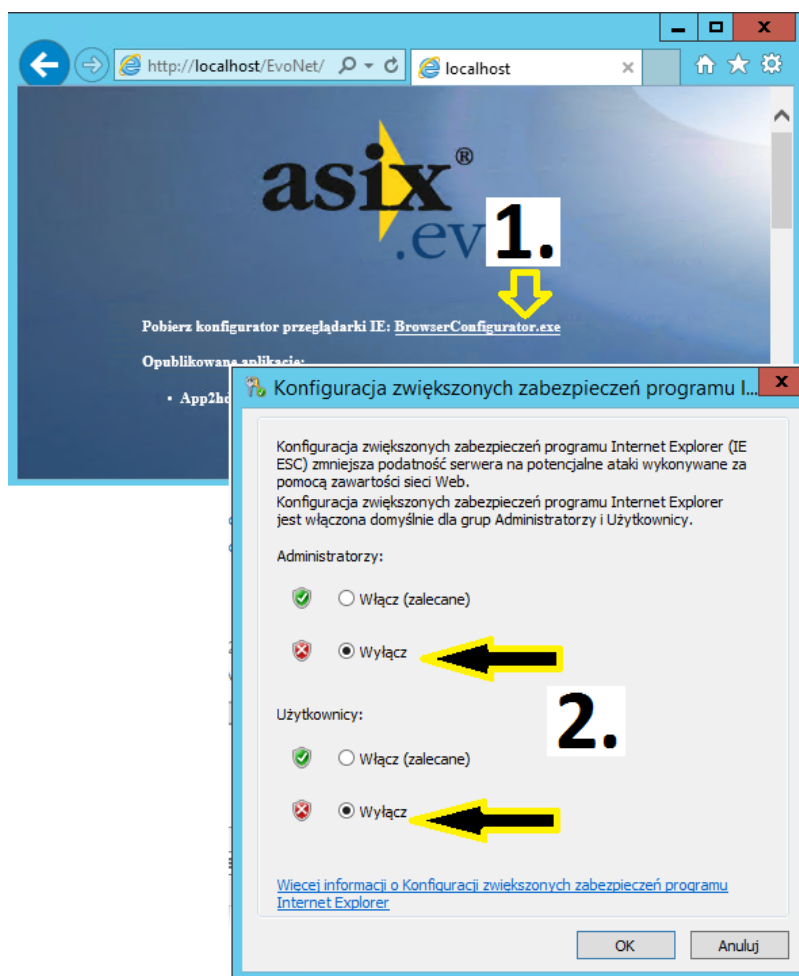 http://localhost/EvoNet/
localhost
asix®
.ev
1.
Pobierz konfigurator przeglądarki IE: BrowserConfigurator.exe
Opublikowane aplikacje:
• App2h
Konfiguracja zwiększonych zabezpieczeń programu I...
Konfiguracja zwiększonych zabezpieczeń programu Internet Explorer (IE
ESC) zmniejsza podatność serwera na potencjalne ataki wykonywane za
pomocą zawartości sieci Web.
Konfiguracja zwiększonych zabezpieczeń programu Internet Explorer
jest włączona domyślnie dla grup Administratorzy i Użytkownicy.
Administratorzy:
Włącz (zalecane)
Wyłącz
2.
Użytkownicy:
Włącz (zalecane)
Wyłącz
Więcej informacji o Konfiguracji zwiększonych zabezpieczeń programu
Internet Explorer
OK
Anuluj